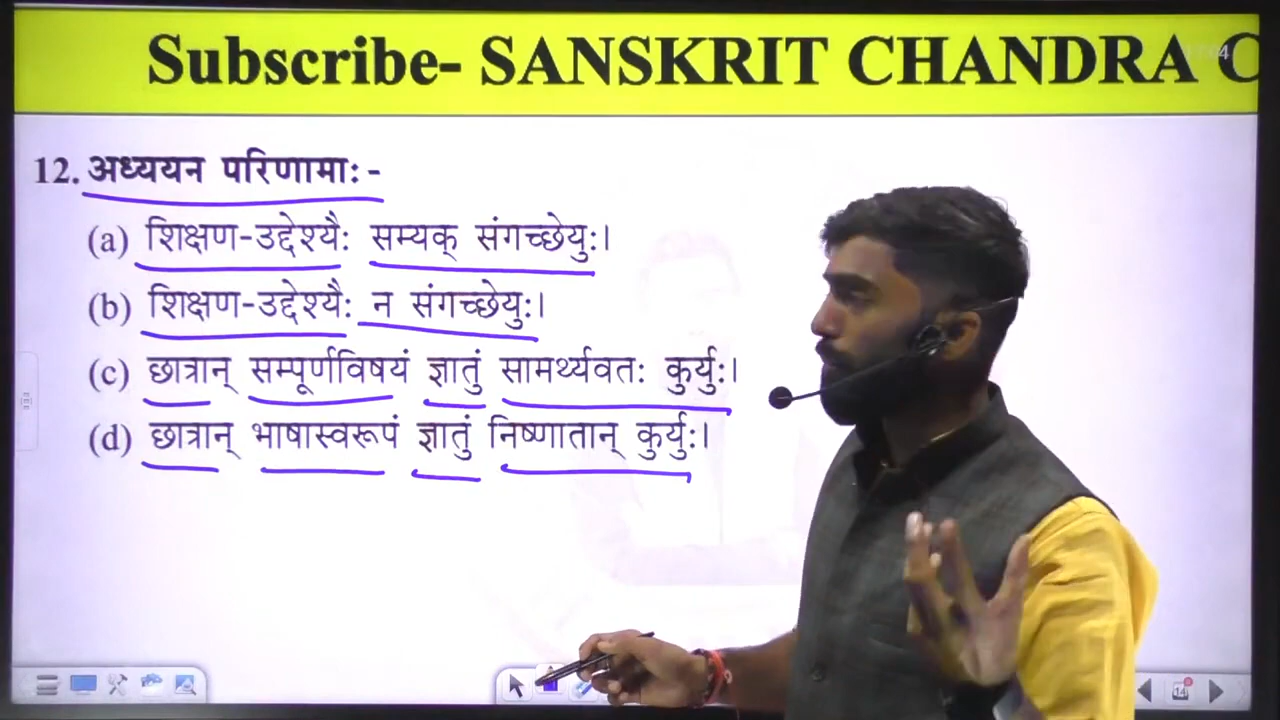 Subscribe- SANSKRIT CHANDRA C
12. अध्ययन परिणामाः-
(a) शिक्षण-उद्देश्यैः सम्यक् संगच्छेयुः।
(b) शिक्षण-उद्देश्यैः न संगच्छेयुः।
(c) छात्रान् सम्पूर्णविषयं ज्ञातुं सामर्थ्यवतः कुर्युः।
(d) छात्रान् भाषास्वरूपं ज्ञातुं निष्णातान् कुर्युः।
14